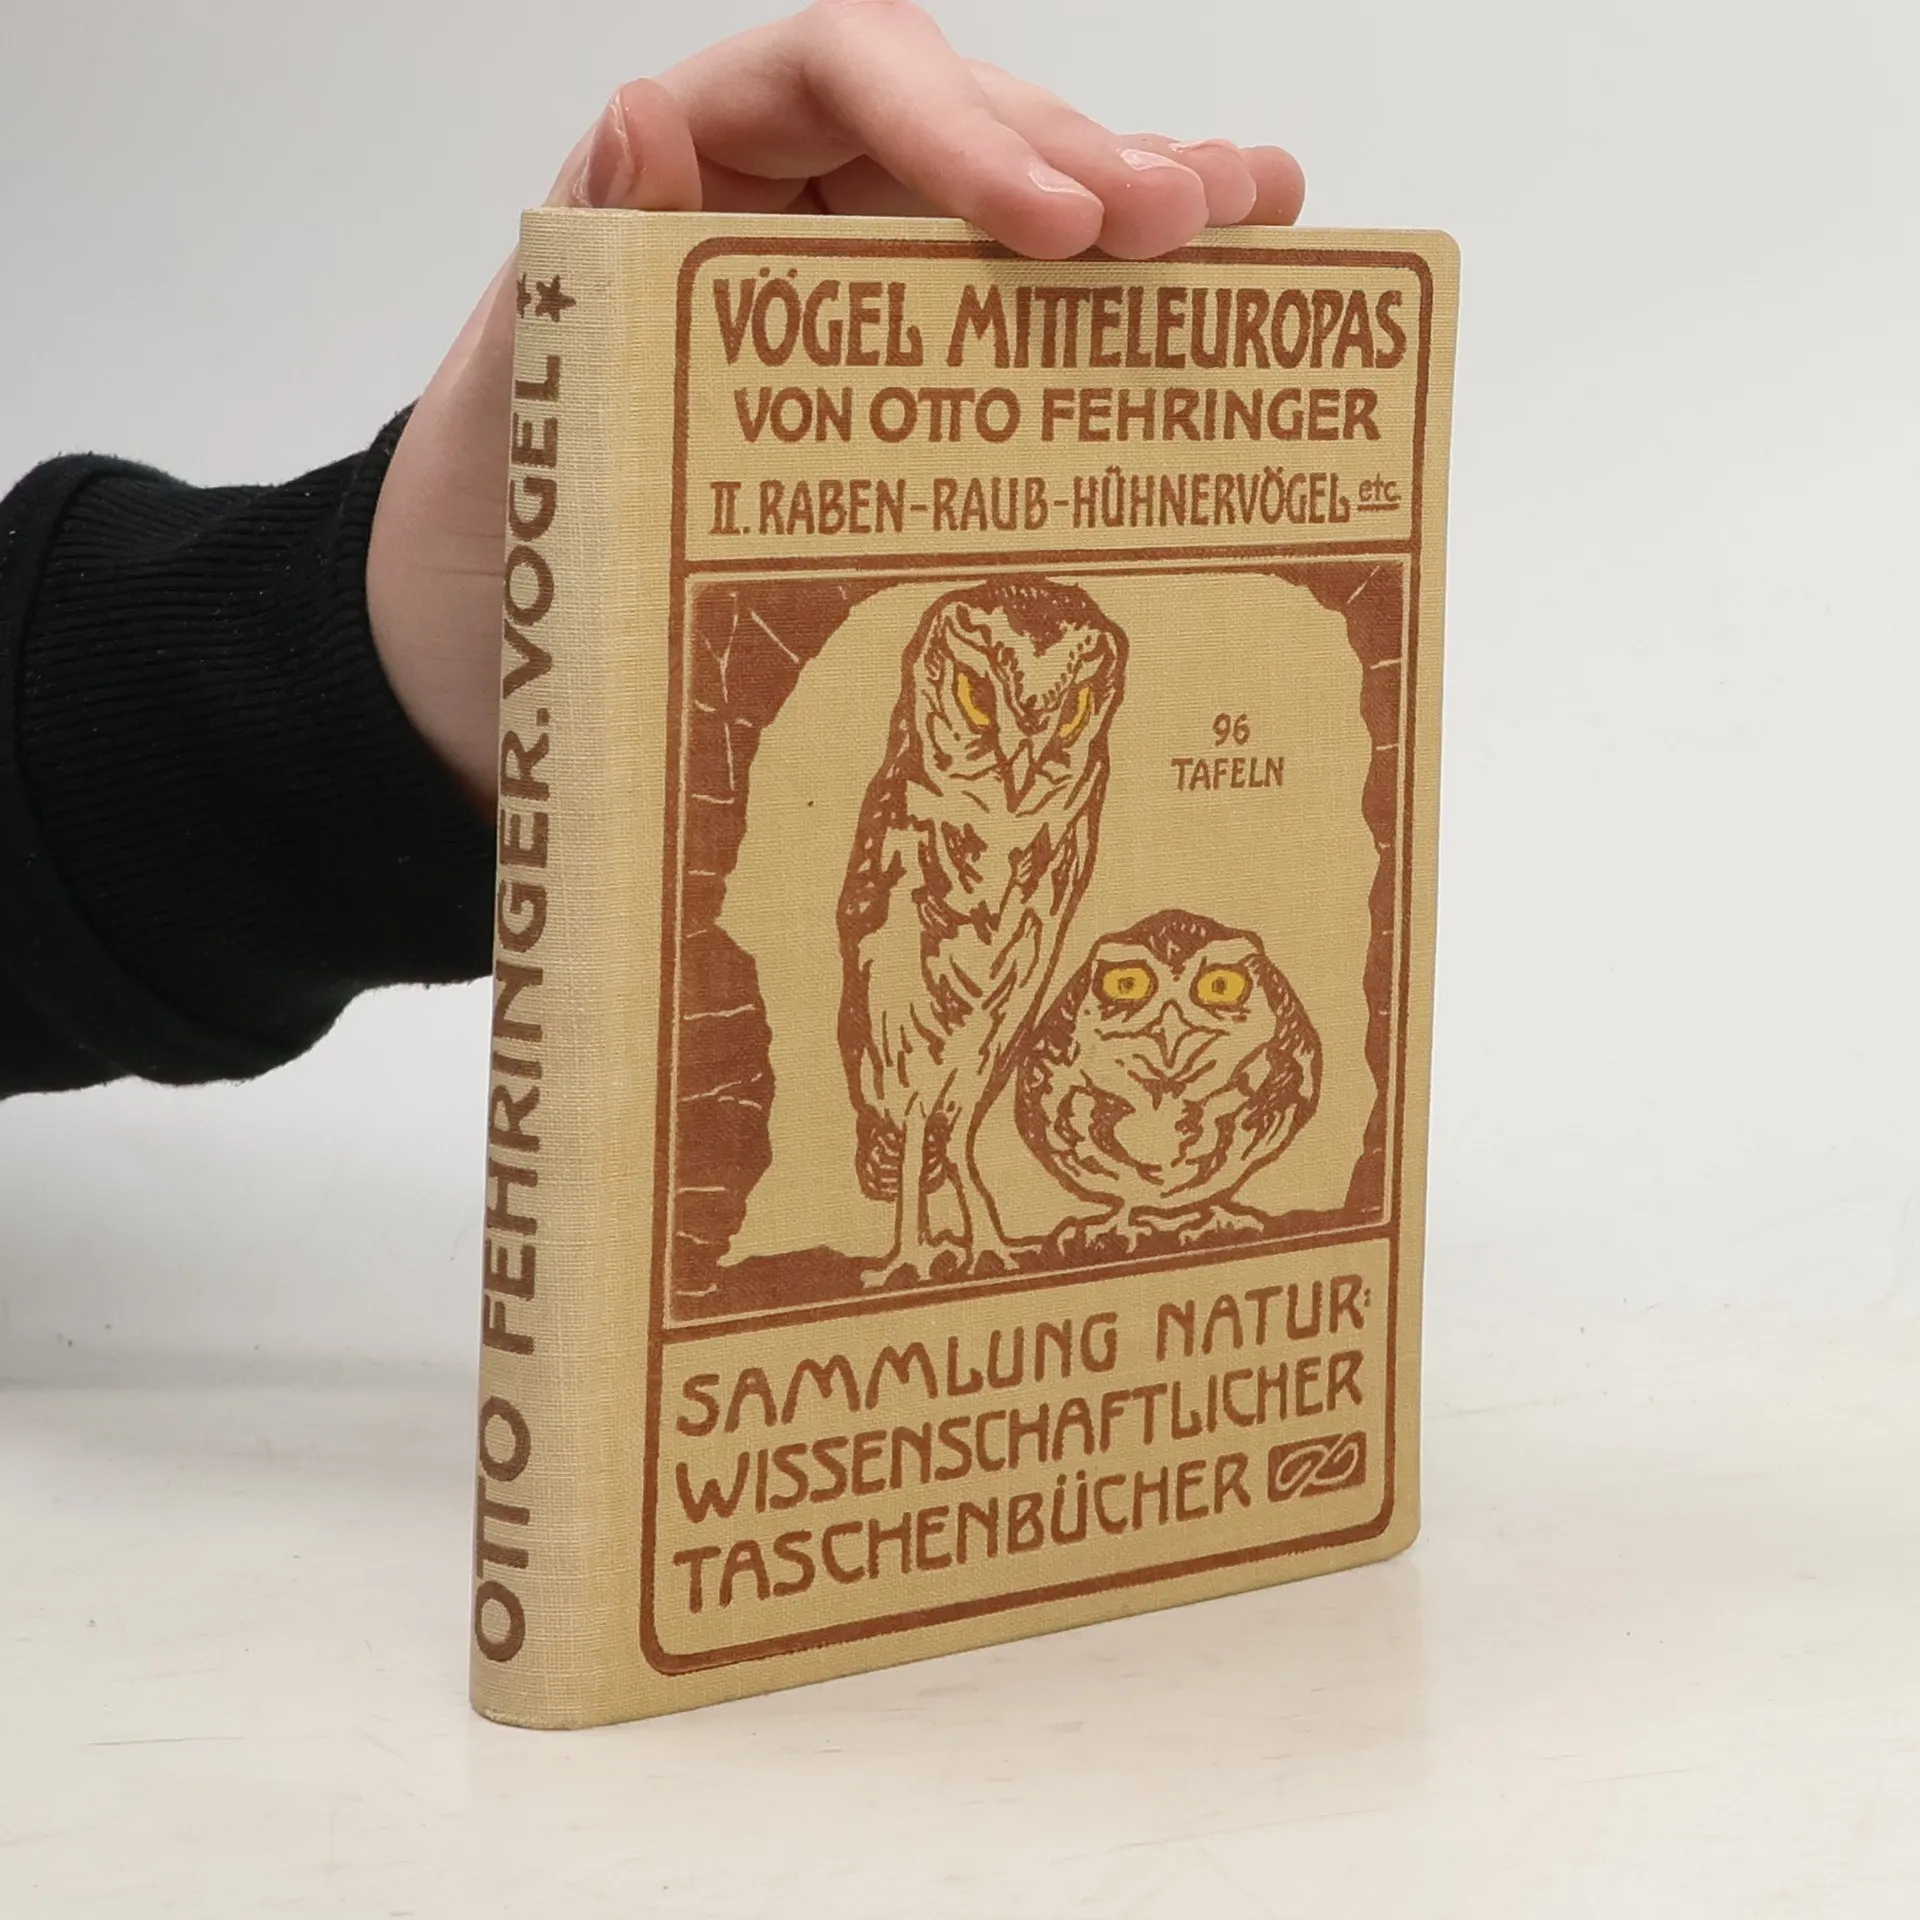 VÖGEL MITTELEUROPAS
VON OTTO FEHRINGER
II. RABEN-RAUB-HÜHNERVÖGEL etc.
96
TAFELN
SAMMLUNG NATUR:
WISSENSCHAFTLICHER
TASCHENBÜCHER
OTTO FEHRINGER. VÖGEL **